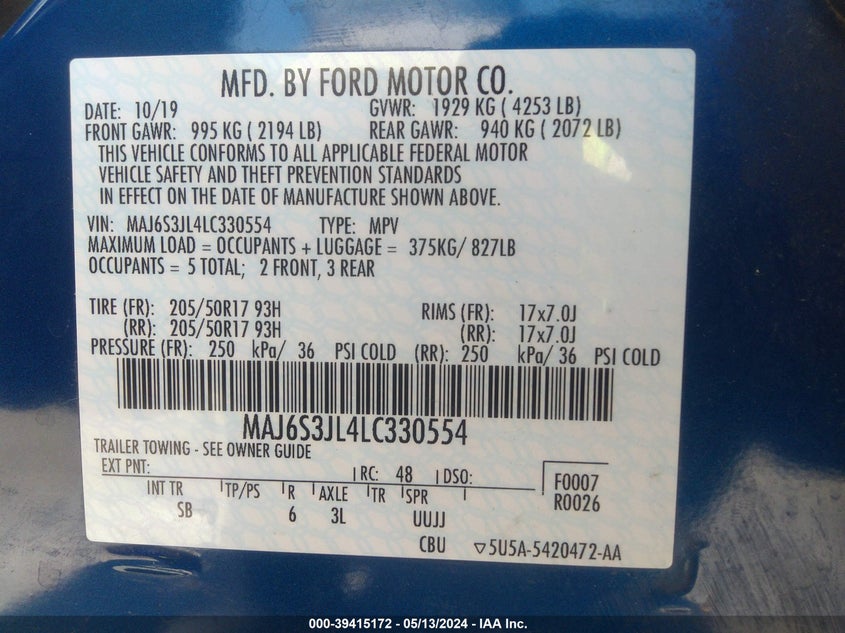 MFD. BY FORD MOTOR CO.
DATE: 10/19 GVWR: 1929 KG ( 4253 LB)
FRONT GAWR: 995 KG ( 2194 LB) REAR GAWR: 940 KG ( 2072 LB)
THIS VEHICLE CONFORMS TO ALL APPLICABLE FEDERAL MOTOR
VEHICLE SAFETY AND THEFT PREVENTION STANDARDS
IN EFFECT ON THE DATE OF MANUFACTURE SHOWN ABOVE.
VIN: MAJ6S3JL4LC330554 TYPE: MPV
MAXIMUM LOAD = OCCUPANTS + LUGGAGE = 375KG/ 827LB
OCCUPANTS = 5 TOTAL; 2 FRONT, 3 REAR
TIRE (FR): 205/50R17 93H RIMS (FR): 17x7.0J
(RR): 205/50R17 93H (RR): 17x7.0J
PRESSURE (FR): 250 kPa/ 36 PSI COLD (RR): 250 kPa/ 36 PSI COLD
MAJ6S3JL4LC330554
TRAILER TOWING - SEE OWNER GUIDE
EXT PNT: RC: 48 DSO: F0007
INT TR TP/PS R AXLE TR SPR R0026
SB 6 3L UUJJ
CBU ▽5U5A-5420472-AA
000-39415172 - 05/13/2024 - IAA Inc.